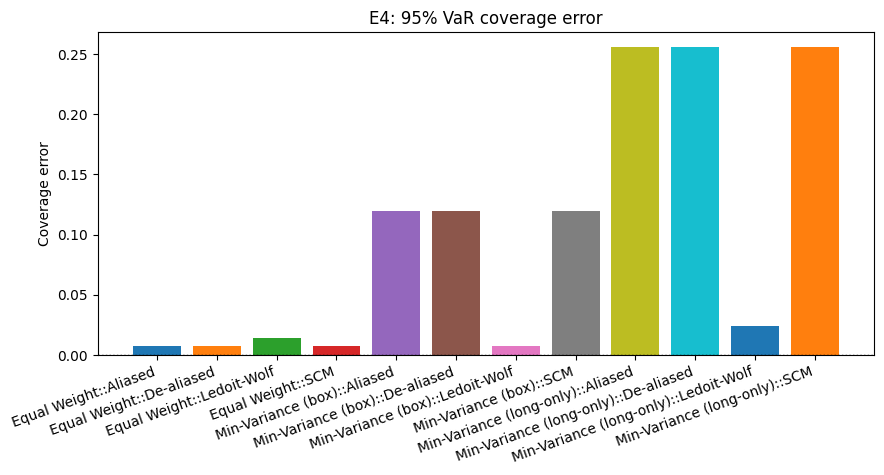 E4: 95% VaR coverage error
Coverage error
0.25
0.20
0.15
0.10
0.05
0.00
Equal Weight::Aliased
Equal Weight::De-aliased
Equal Weight::Ledoit-Wolf
Equal Weight::SCM
Min-Variance (box)::Aliased
Min-Variance (box)::De-aliased
Min-Variance (box)::Ledoit-Wolf
Min-Variance (box)::SCM
Min-Variance (long-only)::Aliased
Min-Variance (long-only)::De-aliased
Min-Variance (long-only)::Ledoit-Wolf
Min-Variance (long-only)::SCM